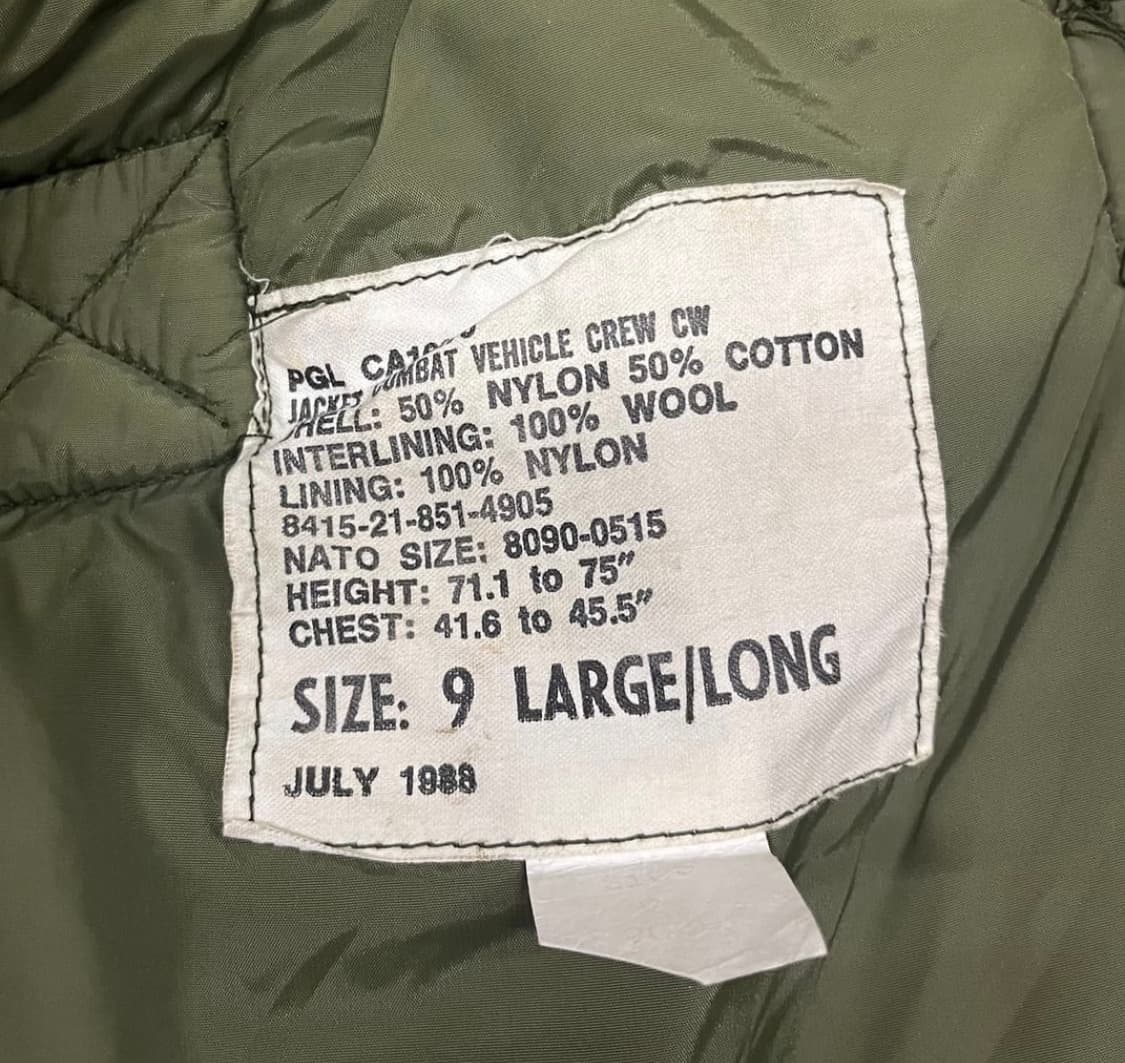 PGL
JACKET COMBAT VEHICLE CREW CW
SHELL: 50% NYLON 50% COTTON
INTERLINING: 100% WOOL
LINING: 100% NYLON
8415-21-851-4905
NATO SIZE: 8090-0515
HEIGHT: 71.1 to 75"
CHEST: 41.6 to 45.5"
SIZE: 9 LARGE/LONG
JULY 1988